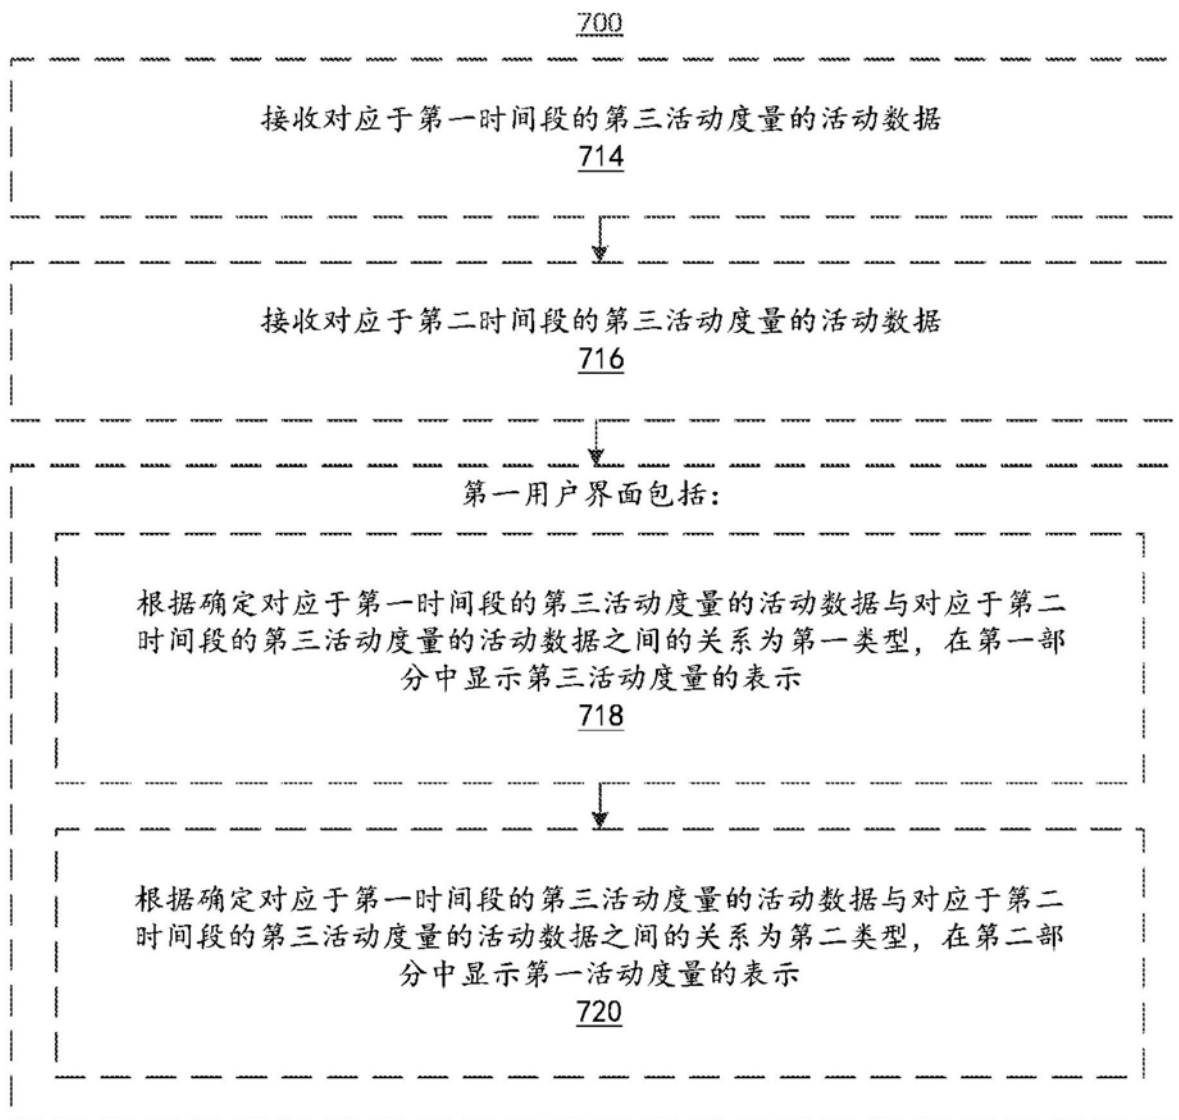 700
接收对应于第一时间段的第三活动度量的活动数据
714
接收对应于第二时间段的第三活动度量的活动数据
716
第一用户界面包括:
根据确定对应于第一时间段的第三活动度量的活动数据与对应于第二
时间段的第三活动度量的活动数据之间的关系为第一类型，在第一部
分中显示第三活动度量的表示
718
根据确定对应于第一时间段的第三活动度量的活动数据与对应于第二
时间段的第三活动度量的活动数据之间的关系为第二类型，在第二部
分中显示第一活动度量的表示
720